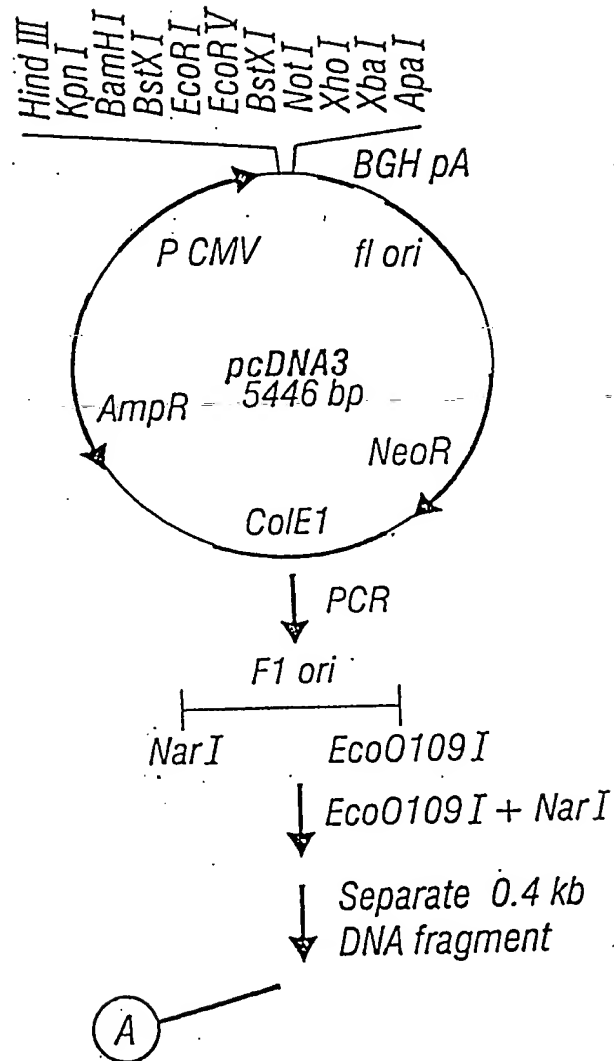 Hind III
Kpn I
BamH I
BstX I
EcoR I
EcoR V
BstX I
Not I
Xho I
Xba I
Apa I
BGH pA
P CMV
fl ori
pcDNA3
5446 bp
AmpR
NeoR
ColE1
PCR
F1 ori
Nar I
EcoO109 I
EcoO109 I + Nar I
Separate 0.4 kb
DNA fragment
A